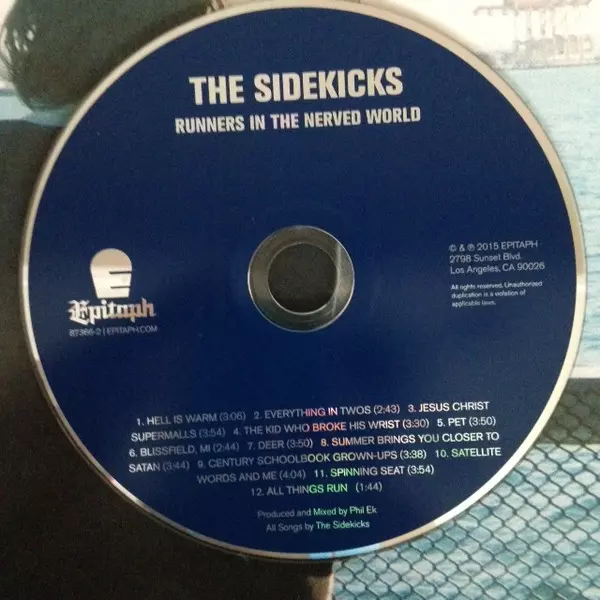 THE SIDEKICKS
RUNNERS IN THE NERVED WORLD
© & ℗ 2015 EPITAPH
2798 Sunset Blvd.
Los Angeles, CA 90026
All rights reserved. Unauthorized
duplication is a violation of
applicable laws.
E
Epitaph
87366-2 | EPITAPH.COM
1. HELL IS WARM (3:06) 2. EVERYTHING IN TWOS (2:43) 3. JESUS CHRIST
SUPERMALLS (3:54) 4. THE KID WHO BROKE HIS WRIST (3:30) 5. PET (3:50)
6. BLISSFIELD, MI (2:44) 7. DEER (3:50) 8. SUMMER BRINGS YOU CLOSER TO
SATAN (3:44) 9. CENTURY SCHOOLBOOK GROWN-UPS (3:38) 10. SATELLITE
WORDS AND ME (4:04) 11. SPINNING SEAT (3:54)
12. ALL THINGS RUN (1:44)
Produced and Mixed by Phil Ek
All Songs by The Sidekicks